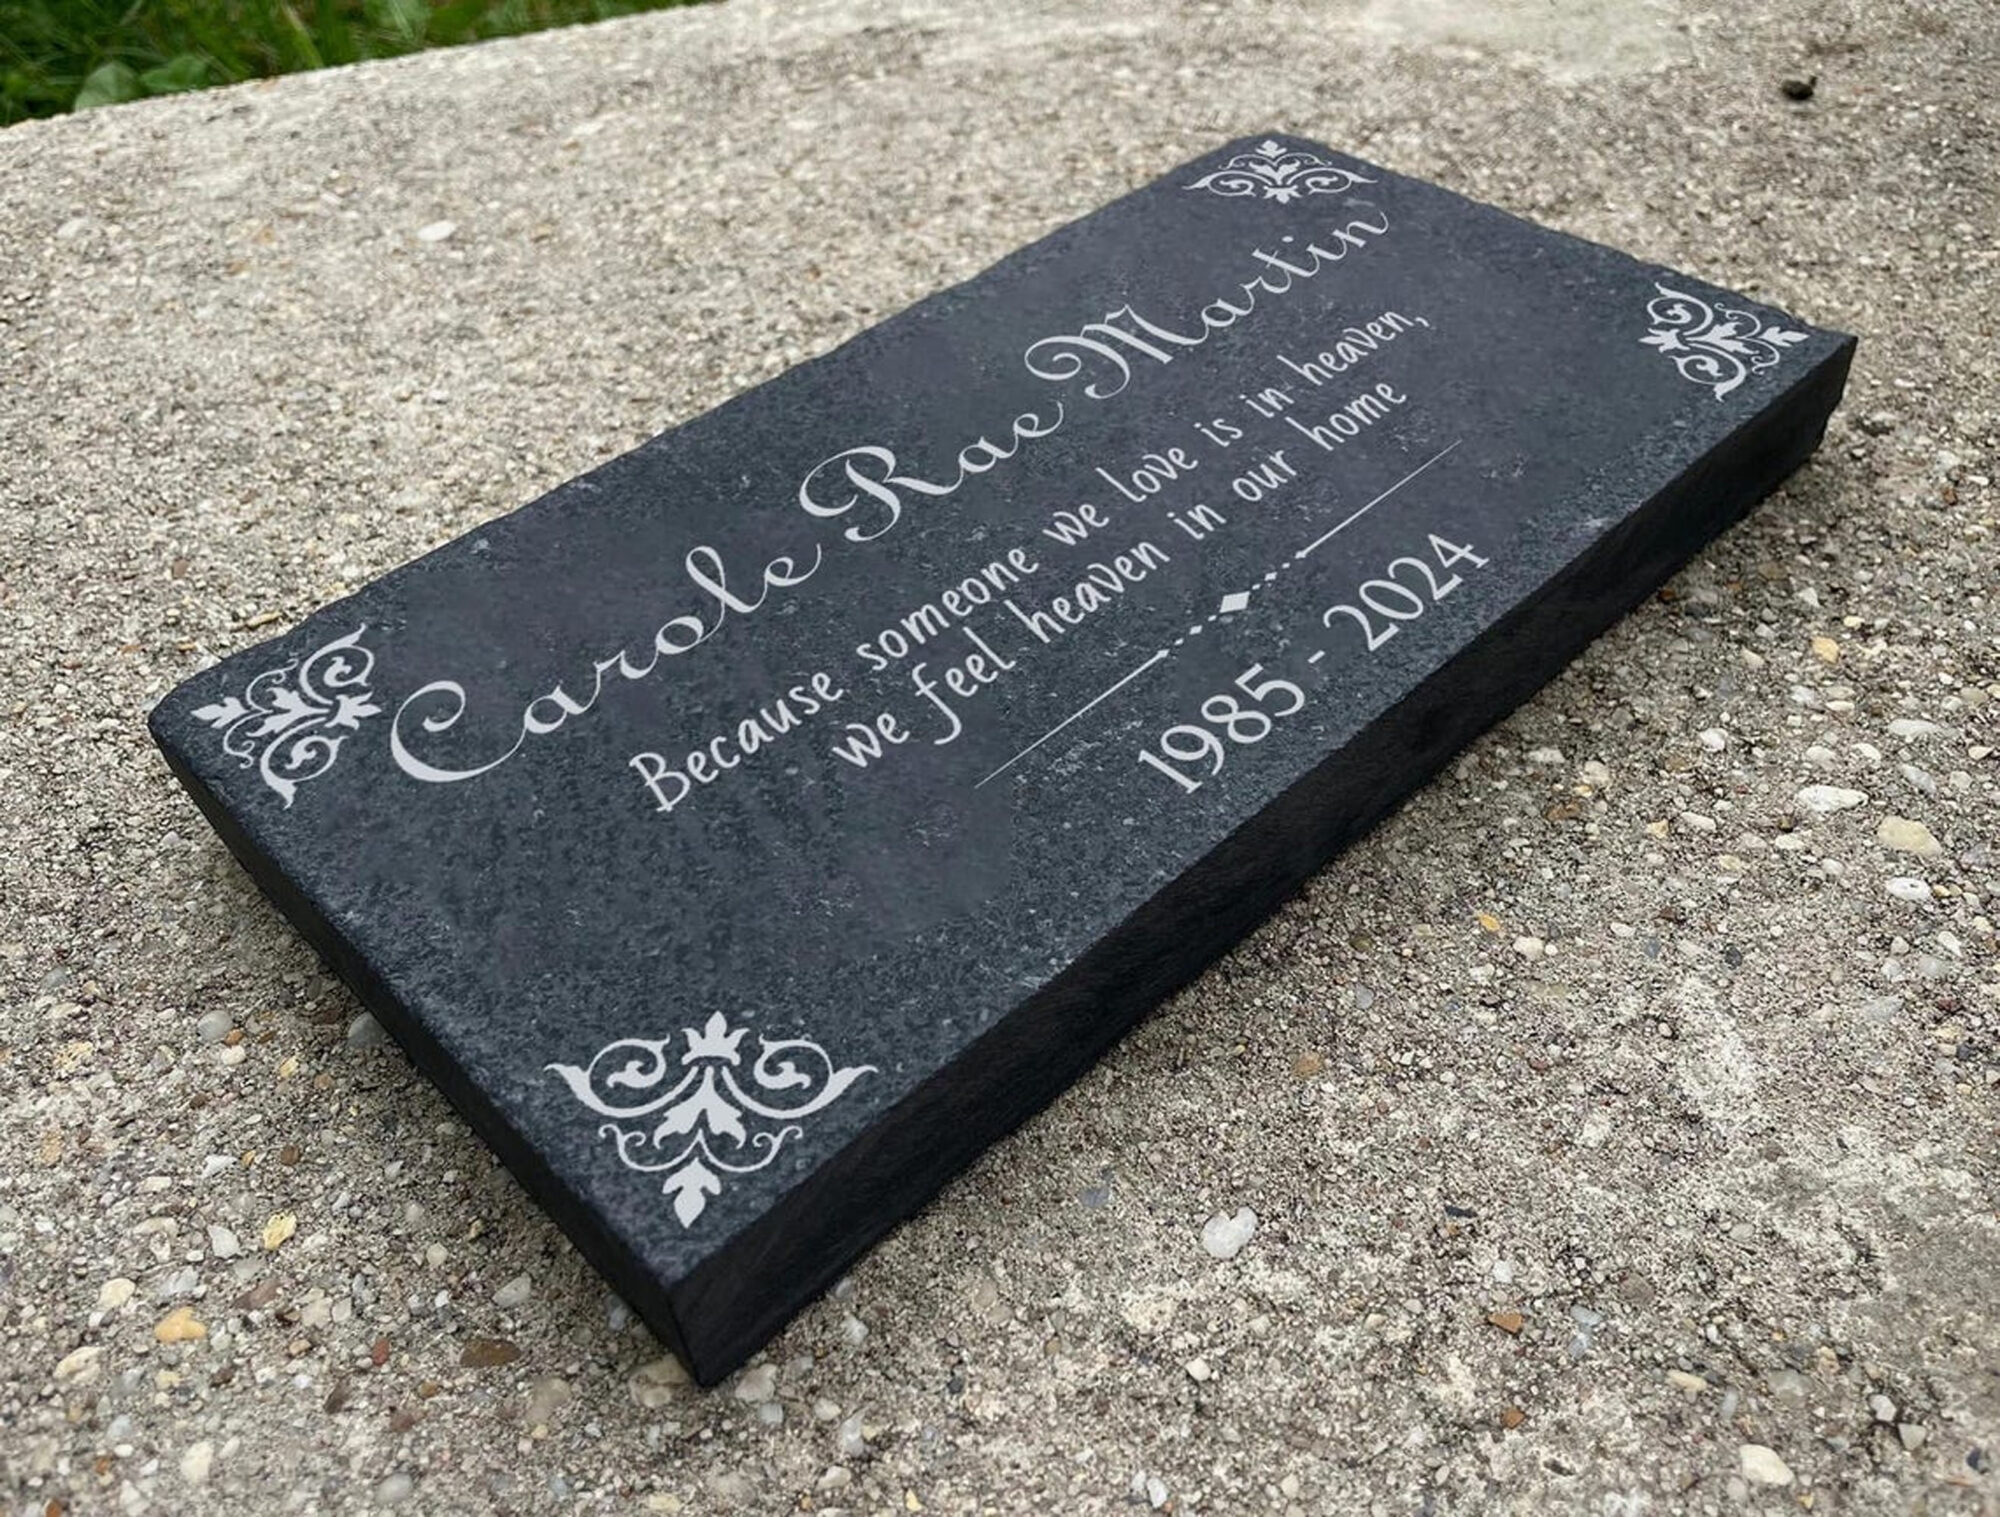 Carole Rae Martin
Because someone we love is in heaven,
we feel heaven in our home
1985 - 2024